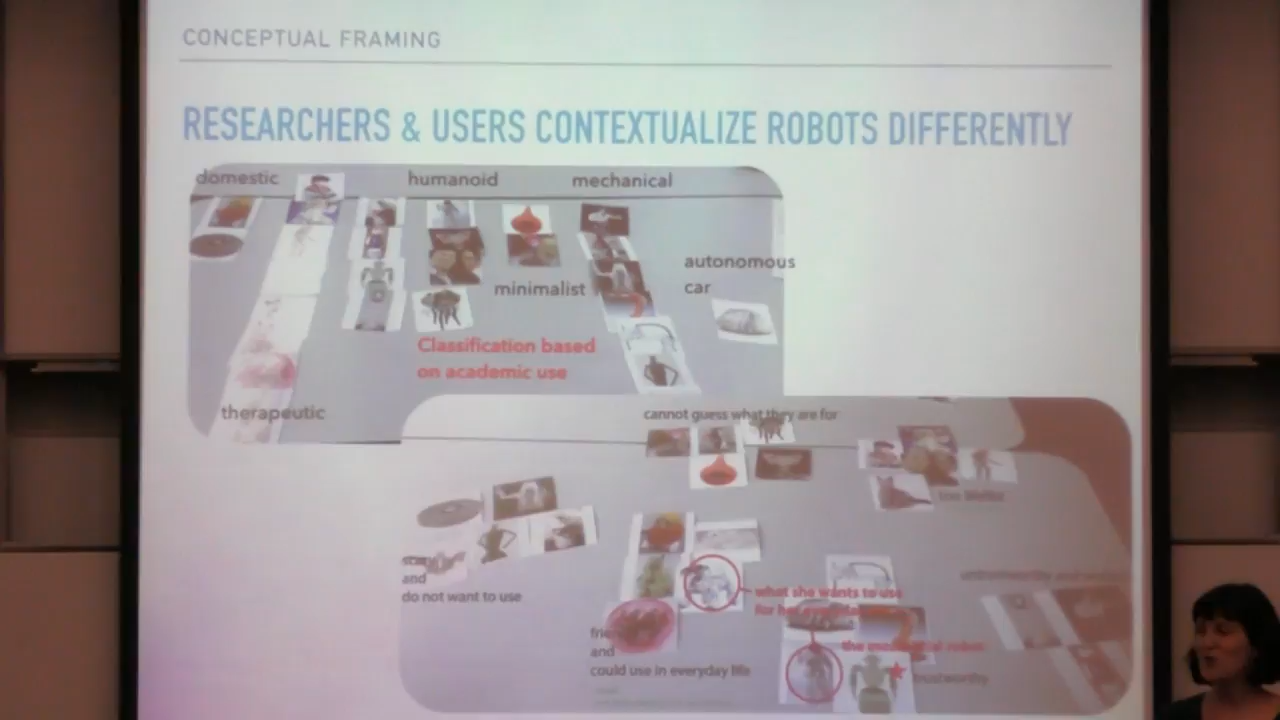 CONCEPTUAL FRAMING
RESEARCHERS & USERS CONTEXTUALIZE ROBOTS DIFFERENTLY
domestic
humanoid
mechanical
autonomous
car
minimalist
Classification based
on academic use
therapeutic
cannot guess what they are for
and
do not want to use
what she wants to use
for her
and
could use in everyday life
trustworthy